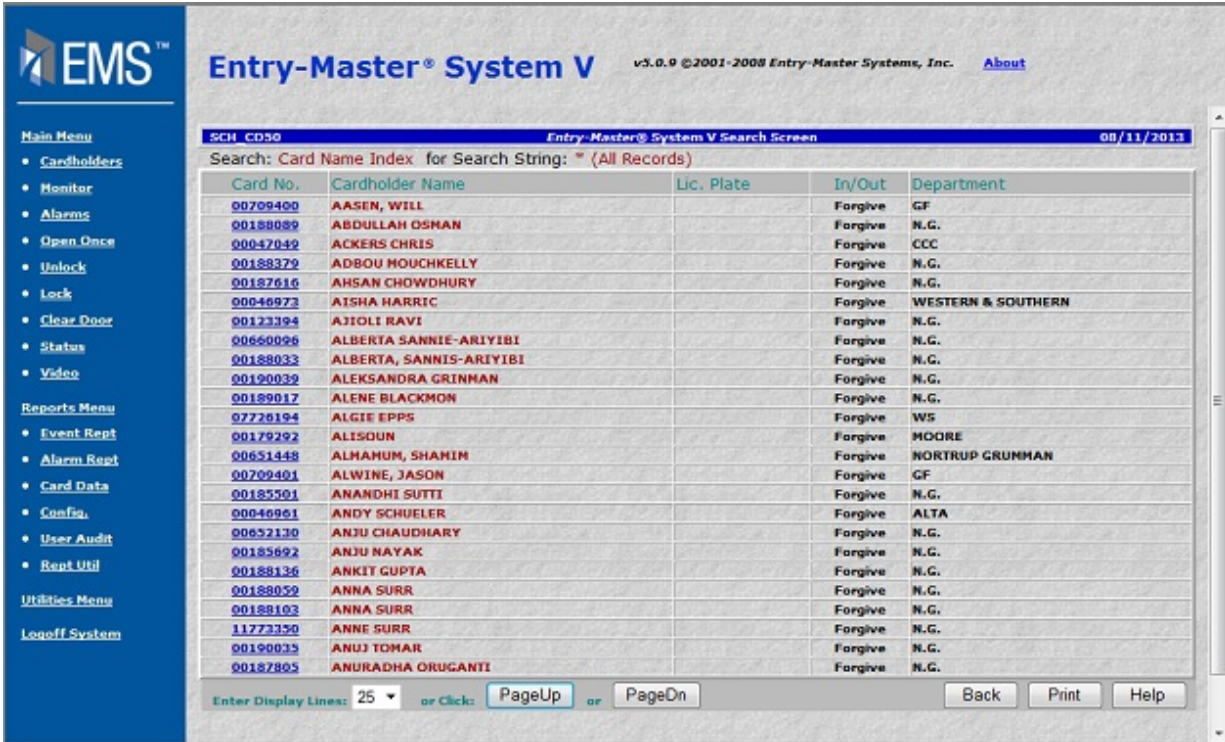 EMS™
Entry-Master® System V v5.0.9 ©2001-2008 Entry-Master Systems, Inc. About
Main Menu
• Cardholders
• Monitor
• Alarms
• Open Once
• Unlock
• Lock
• Clear Door
• Status
• Video
Reports Menu
• Event Rept
• Alarm Rept
• Card Data
• Config.
• User Audit
• Rept Util
Utilities Menu
Logoff System
SCH_CD50 Entry-Master® System V Search Screen 08/11/2013
Search: Card Name Index for Search String: * (All Records)
Card No. Cardholder Name Lic. Plate In/Out Department
00709400 AASEN, WILL Forgive GF
00188089 ABDULLAH OSMAN Forgive N.G.
00047049 ACKERS CHRIS Forgive CCC
00188379 ADBOU MOUCHKELLY Forgive N.G.
00187616 AHSAN CHOWDHURY Forgive N.G.
00046973 AISHA HARRIC Forgive WESTERN & SOUTHERN
00123394 AJIOLI RAVI Forgive N.G.
00660096 ALBERTA SANNIE-ARIYIBI Forgive N.G.
00188033 ALBERTA, SANNIS-ARIYIBI Forgive N.G.
00190039 ALEKSANDRA GRINMAN Forgive N.G.
00189017 ALENE BLACKMON Forgive N.G.
07726194 ALGIE EPPS Forgive WS
00179292 ALISOUN Forgive MOORE
00651448 ALMAMUM, SHAMIM Forgive NORTRUP GRUMMAN
00709401 ALWINE, JASON Forgive GF
00185501 ANANDHI SUTTI Forgive N.G.
00046961 ANDY SCHUELER Forgive ALTA
00652130 ANJU CHAUDHARY Forgive N.G.
00185692 ANJU NAYAK Forgive N.G.
00188136 ANKIT GUPTA Forgive N.G.
00188059 ANNA SURR Forgive N.G.
00188103 ANNA SURR Forgive N.G.
11773350 ANNE SURR Forgive N.G.
00190035 ANUJ TOMAR Forgive N.G.
00187805 ANURADHA ORUGANTI Forgive N.G.
Enter Display Lines: 25 or Click: PageUp or PageDn Back Print Help